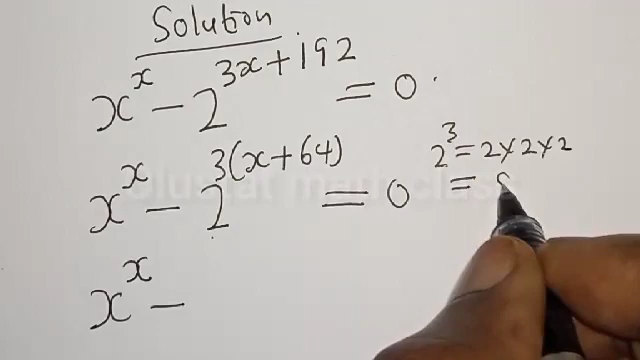 Solution
x^x - 2^(3x+192) = 0.
x^x - 2^(3(x+64)) = 0
2^3 = 2×2×2
=
x^x -